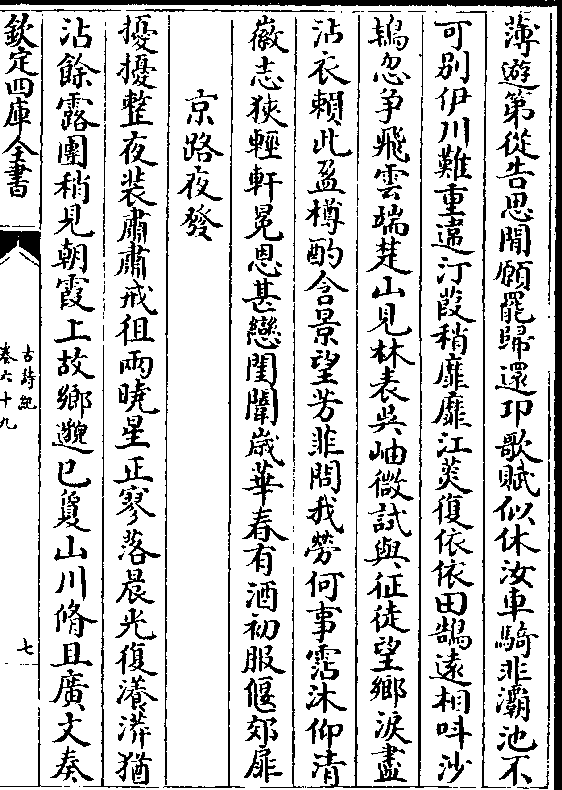 薄遊第從告思閒願罷歸還卭歌賦似休汝車騎非灞池不
可别伊川難重違汀葭稍靡靡江菼復依依田鵠遠相呌沙
鴇忽争飛雲端楚山見林表吳岫微試與征徒望鄉淚盡
沾衣賴此盈樽酌含景望芳菲問我勞何事霑沐仰清
徽志狹輕軒冕恩甚戀閨闈嵗華春有酒初服偃郊扉
京路夜發
擾擾整夜装肅肅戒徂兩曉星正寥落晨光復泱漭猶
沾餘露團稍見朝霞上故鄉邈已夐山川脩且廣文奏
欽定四庫全書
古詩紀
卷六十九
七